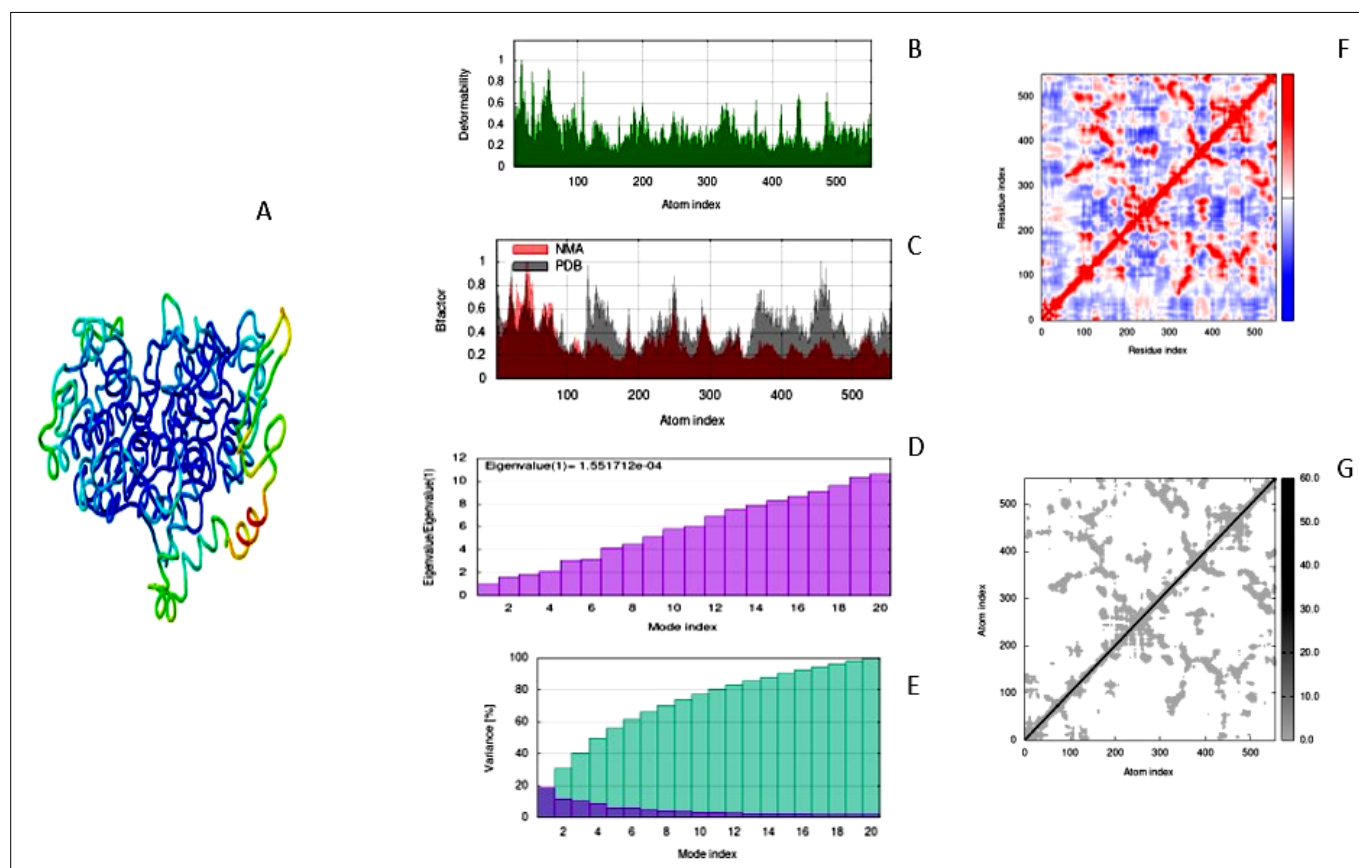 A
B
Deformability
1
0.8
0.6
0.4
0.2
0
100 200 300 400 500
Atom index
C
NMA
PDB
Bfactor
1
0.8
0.6
0.4
0.2
0
100 200 300 400 500
Atom index
D
Eigenvalue(1)= 1.551712e-04
Eigenvalue/Eigenvalue(1)
12
10
8
6
4
2
0
2 4 6 8 10 12 14 16 18 20
Mode index
E
Variance [%]
100
80
60
40
20
0
2 4 6 8 10 12 14 16 18 20
Mode index
F
Residue index
500
400
300
200
100
0
0 100 200 300 400 500
Residue index
G
Atom index
500
400
300
200
100
0
0 100 200 300 400 500
Atom index
60.0
50.0
40.0
30.0
20.0
10.0
0.0